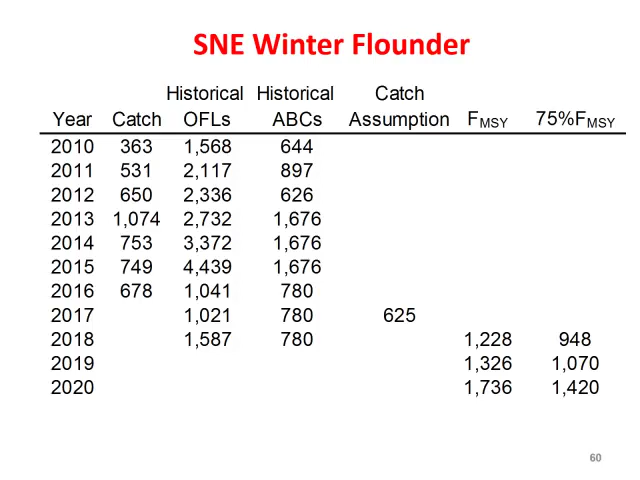 SNE Winter Flounder
Historical Historical Catch
Year Catch OFLs ABCs Assumption FMSY 75%FMSY
2010 363 1,568 644
2011 531 2,117 897
2012 650 2,336 626
2013 1,074 2,732 1,676
2014 753 3,372 1,676
2015 749 4,439 1,676
2016 678 1,041 780
2017 1,021 780 625
2018 1,587 780 1,228 948
2019 1,326 1,070
2020 1,736 1,420
60